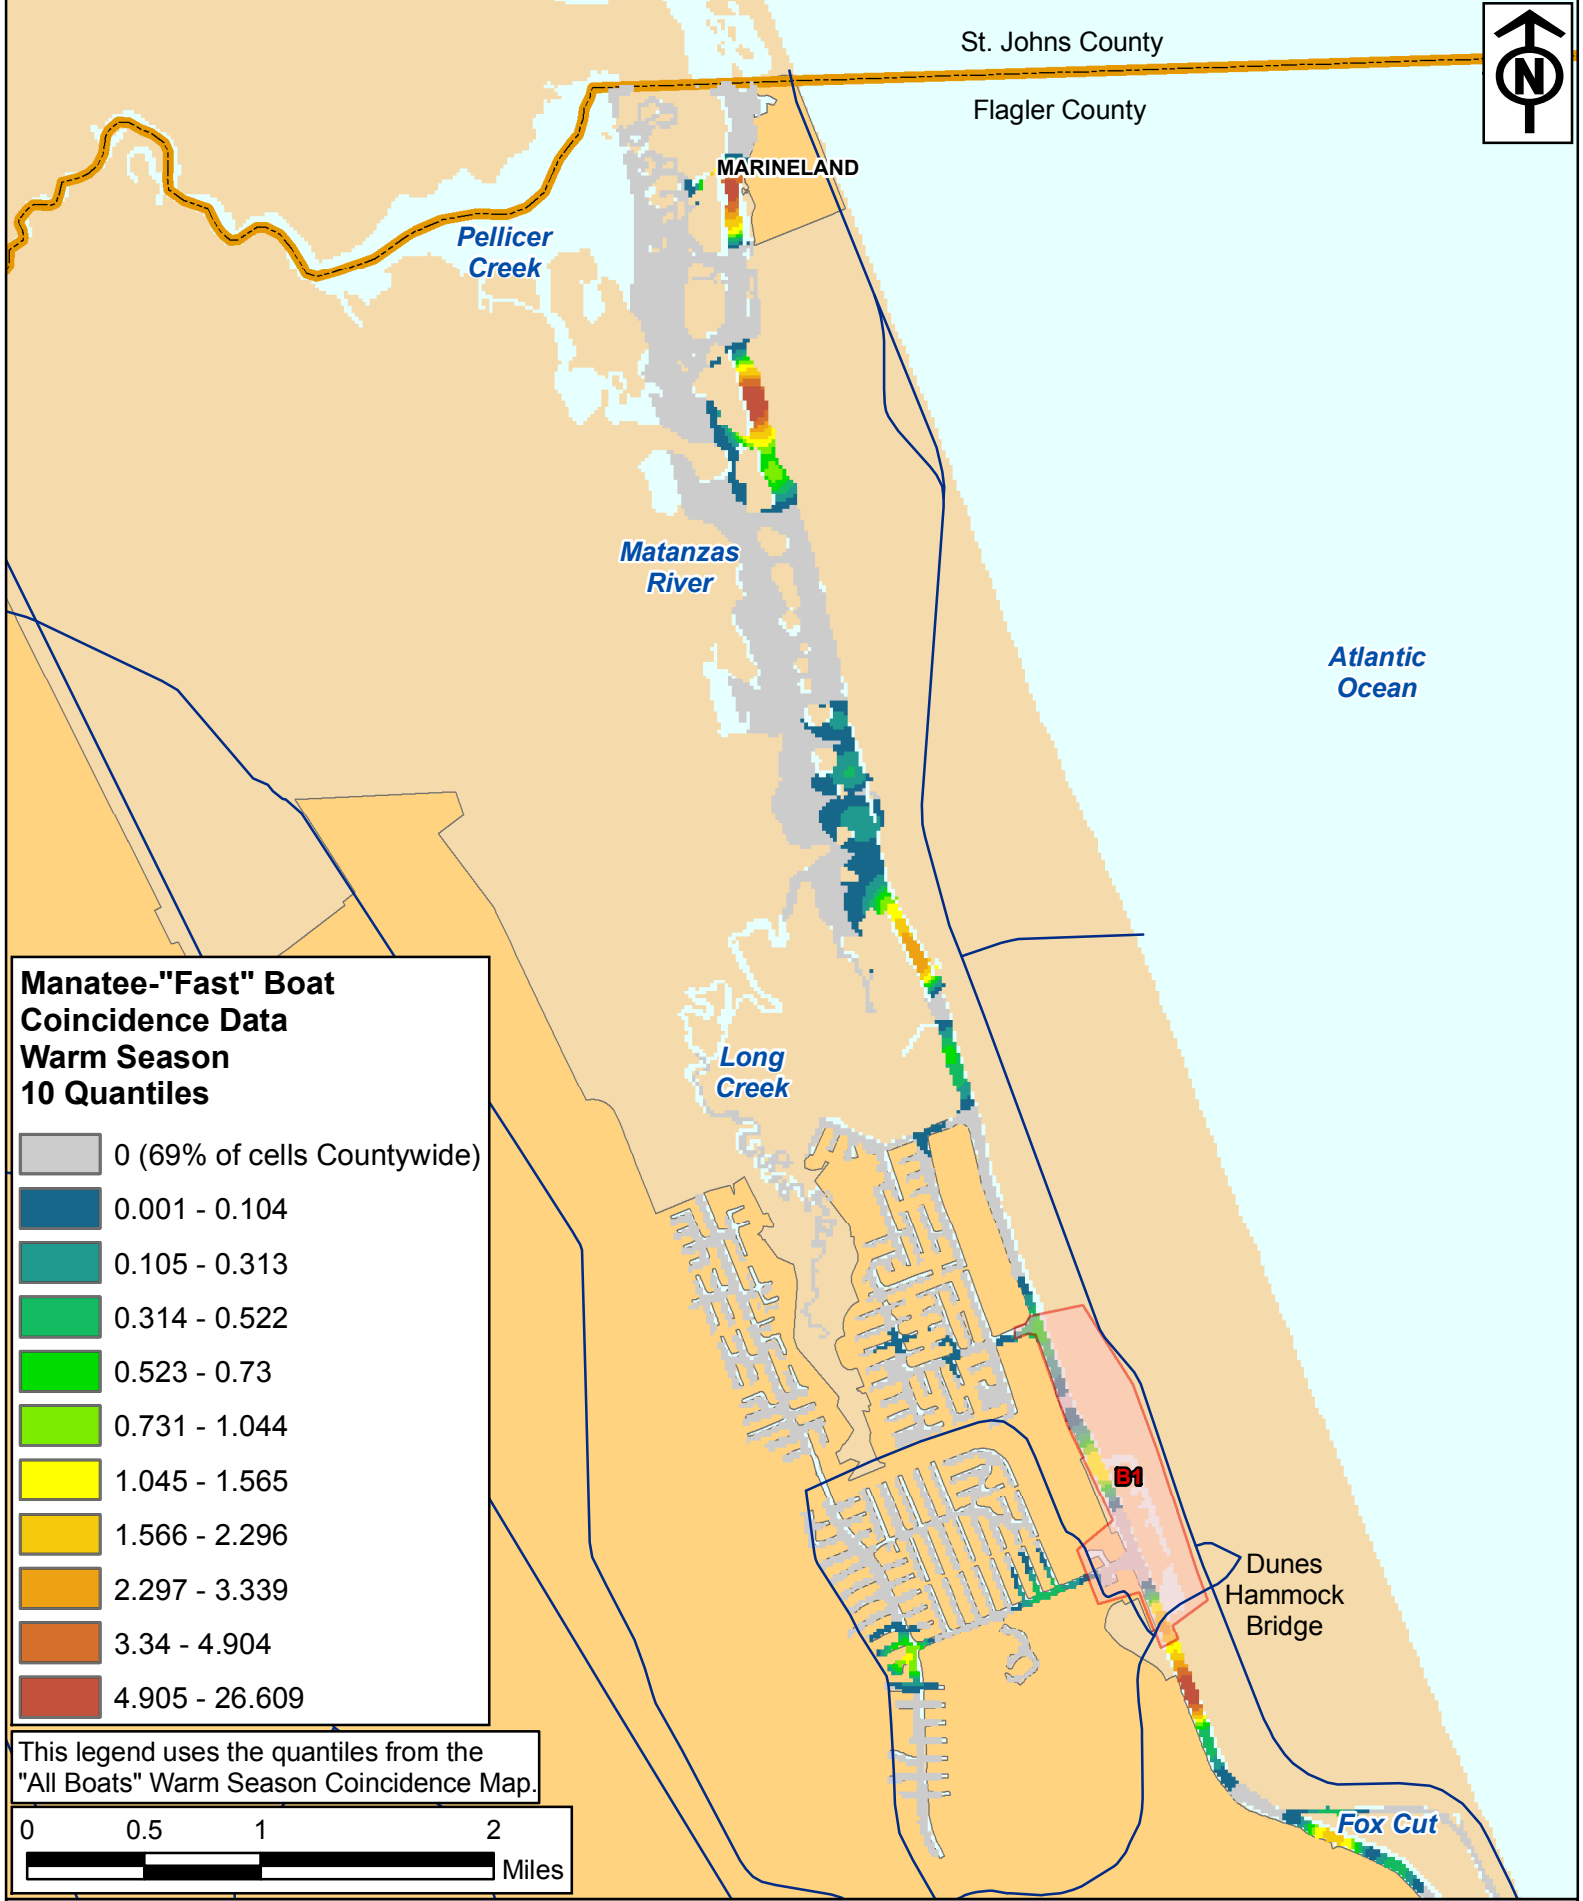 St. Johns County
Flagler County
N
MARINELAND
Pellicer
Creek
Matanzas
River
Atlantic
Ocean
Long
Creek
B1
Dunes
Hammock
Bridge
Fox Cut
Manatee-"Fast" Boat
Coincidence Data
Warm Season
10 Quantiles
0 (69% of cells Countywide)
0.001 - 0.104
0.105 - 0.313
0.314 - 0.522
0.523 - 0.73
0.731 - 1.044
1.045 - 1.565
1.566 - 2.296
2.297 - 3.339
3.34 - 4.904
4.905 - 26.609
This legend uses the quantiles from the
"All Boats" Warm Season Coincidence Map.
0 0.5 1 2
Miles